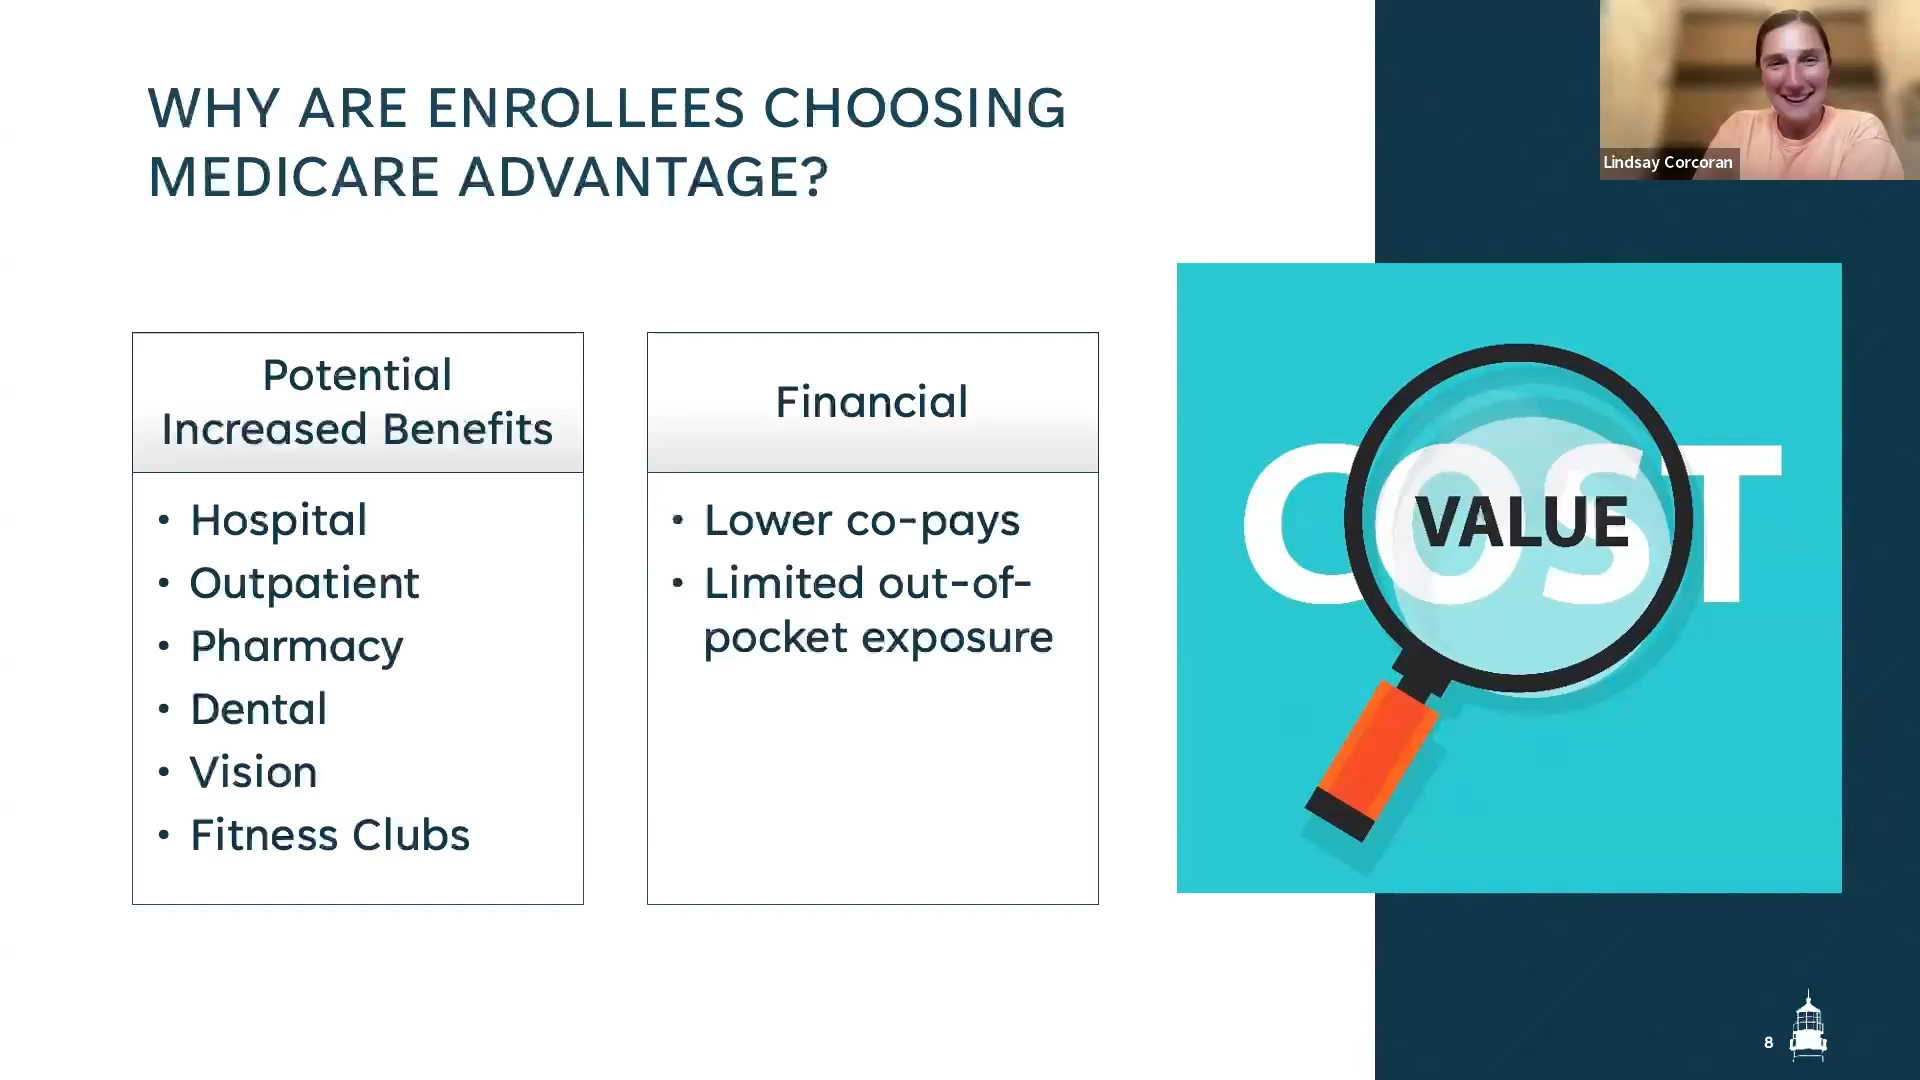 WHY ARE ENROLLEES CHOOSING
MEDICARE ADVANTAGE?
Lindsay Corcoran
Potential
Increased Benefits
• Hospital
• Outpatient
• Pharmacy
• Dental
• Vision
• Fitness Clubs
Financial
• Lower co-pays
• Limited out-of-
pocket exposure
COST
VALUE
8